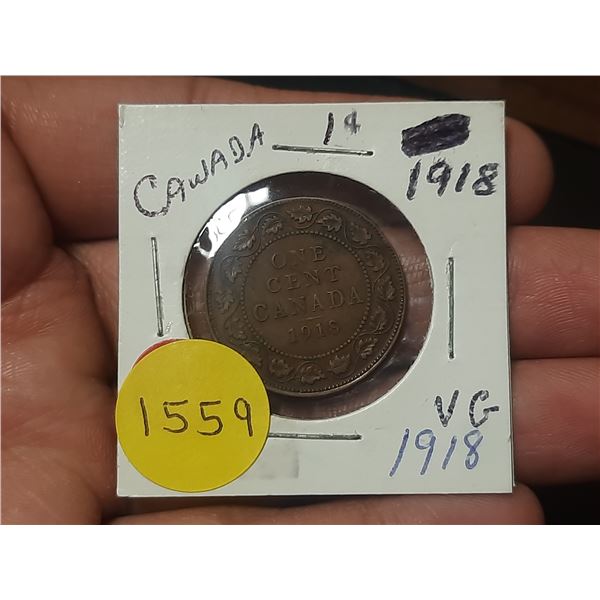 CANADA 1¢
1918
ONE
CENT
CANADA
1918
1559
VG
1918